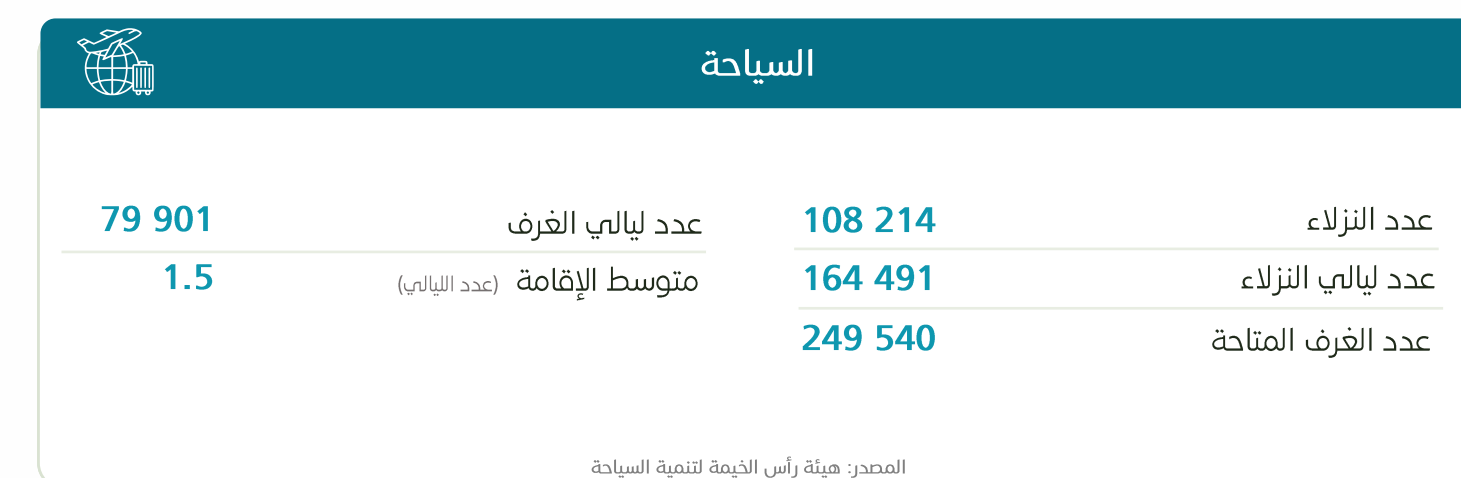 السياحة
عدد النزلاء 108 214
عدد ليالي النزلاء 164 491
عدد الغرف المتاحة 249 540
عدد ليالي الغرف 79 901
متوسط الإقامة (عدد الليالي) 1.5
المصدر: هيئة رأس الخيمة لتنمية السياحة